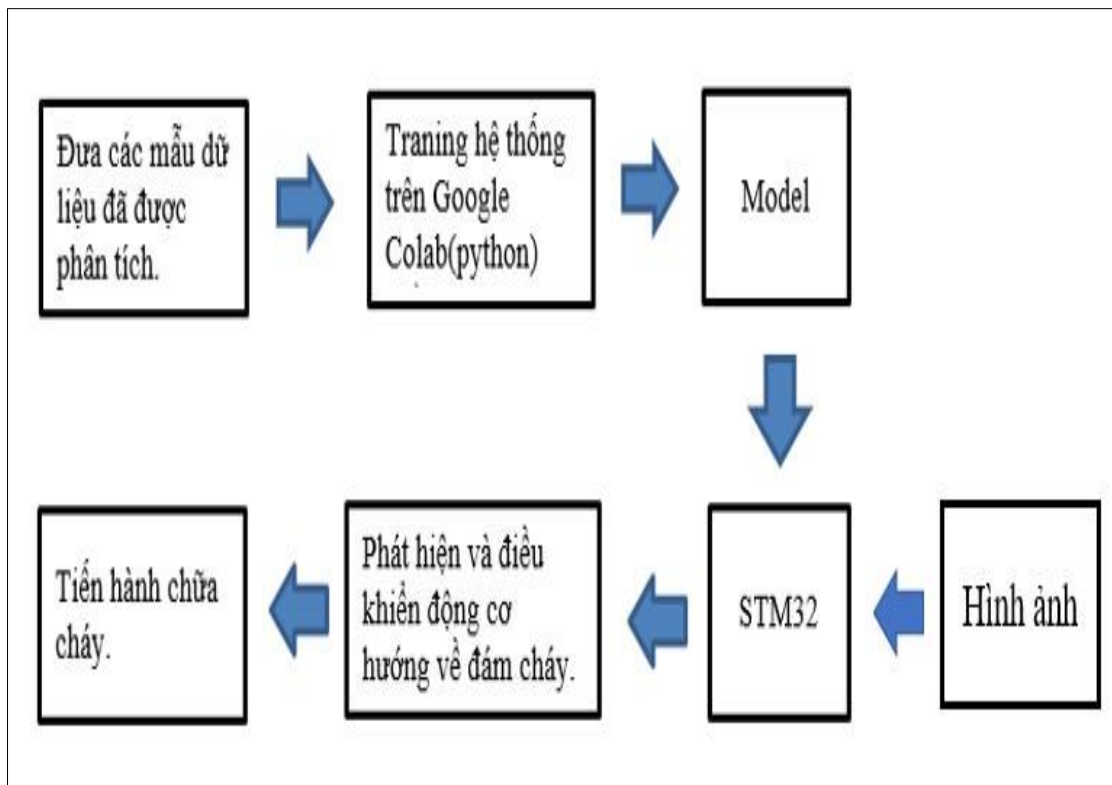 Đưa các mẫu dữ
liệu đã được
phân tích.
Traning hệ thống
trên Google
Colab(python)
Model
Tiến hành chữa
cháy.
Phát hiện và điều
khiển động cơ
hướng về đám cháy.
STM32
Hình ảnh